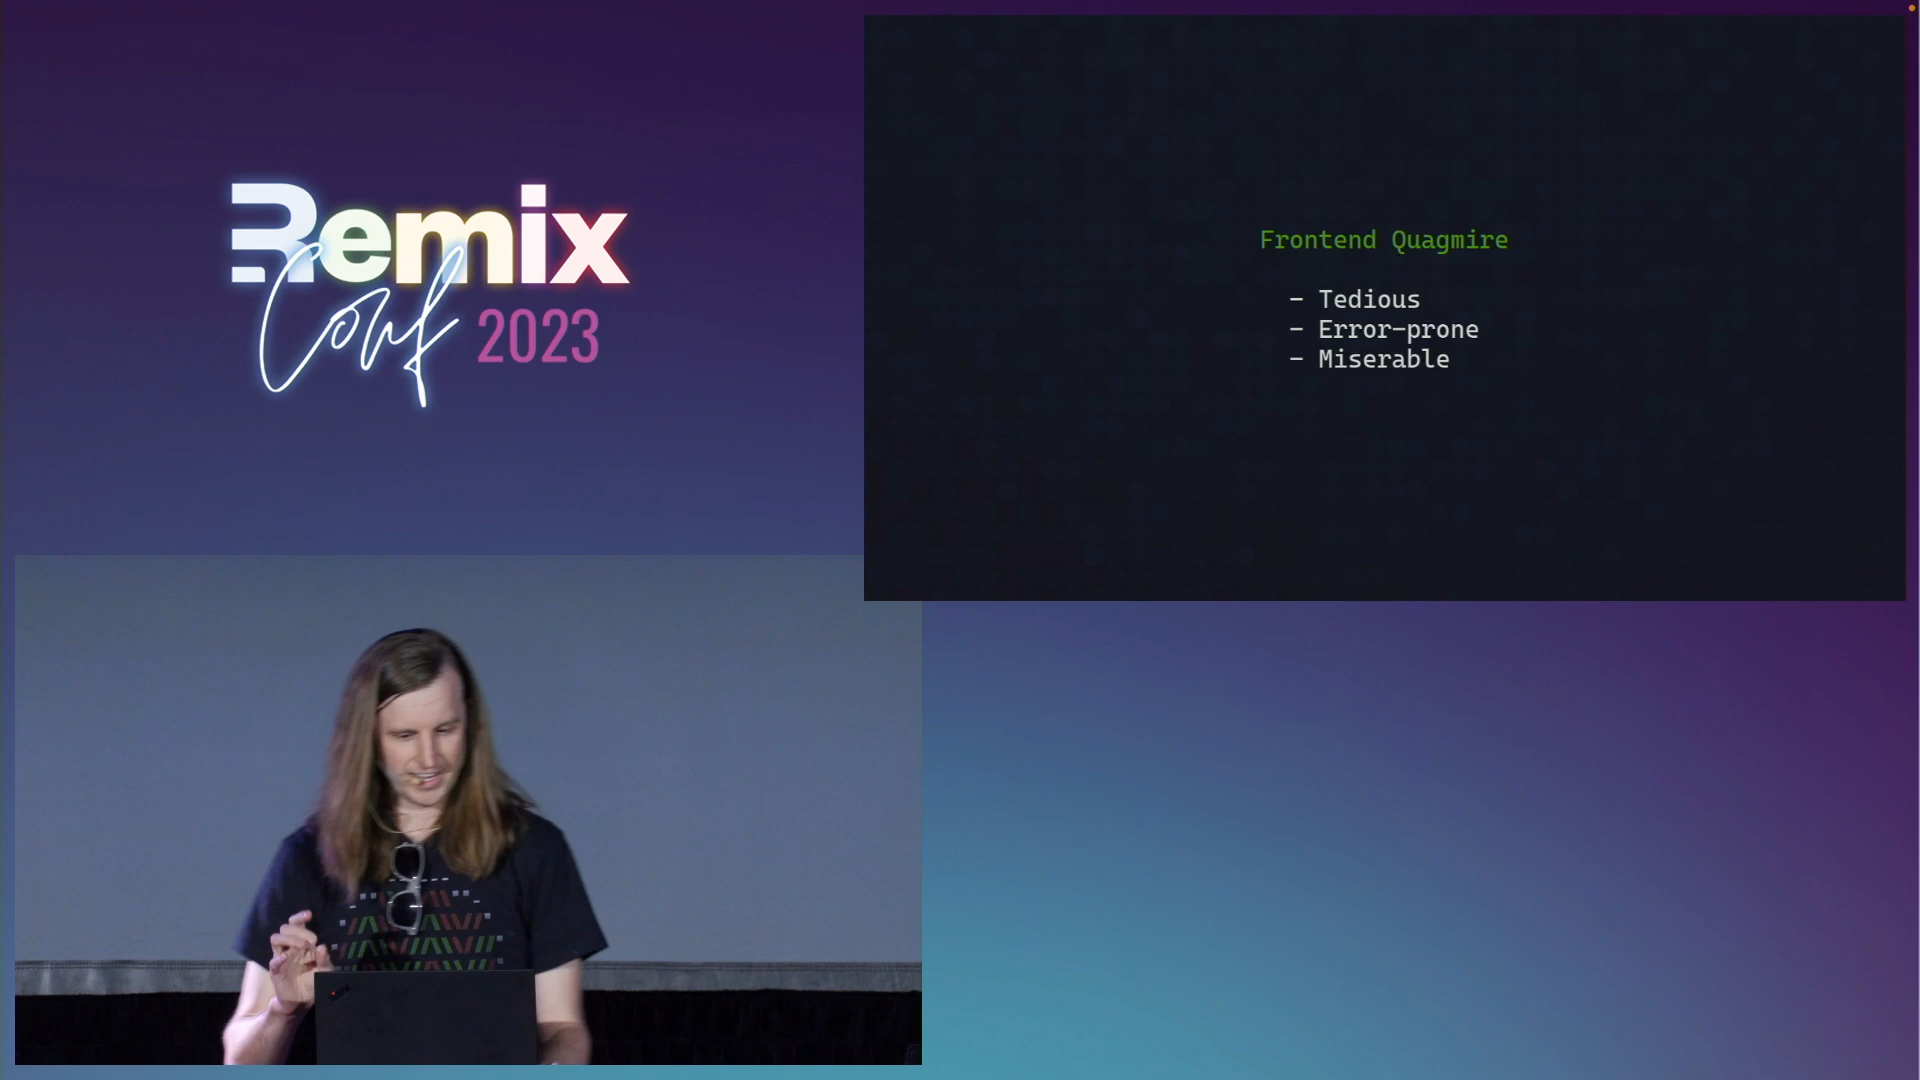 Remix
Conf 2023
Frontend Quagmire
– Tedious
– Error-prone
– Miserable